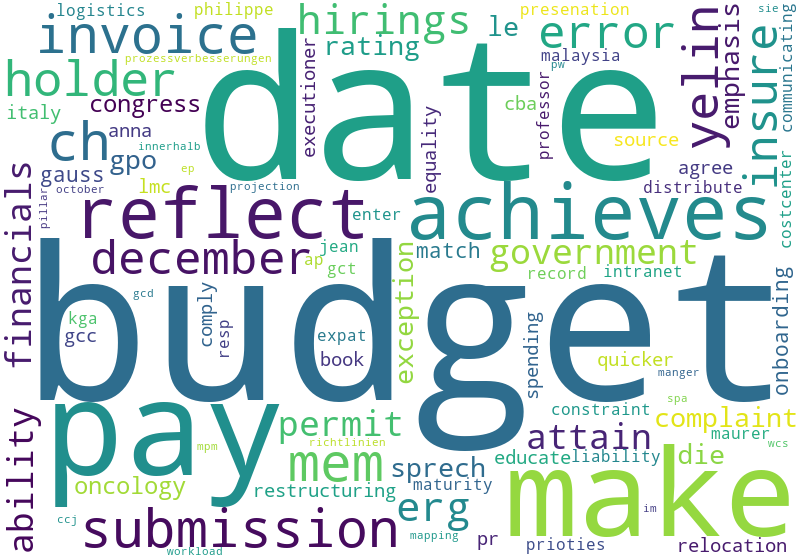 logistics
philippe
presenation
sie
invoice
hirings
le
error
yelin
emphasis
communicating
prozessverbesserungen
rating
malaysia
pw
holder
date
insure
italy
congress
executioner
cba
professor
ch
anna
gpo
innerhalb
equality
source
agree
gauss
lmc
ep
distribute
costcenter
october
projection
pillar
financials
reflect
enter
achieves
december
jean
ap
gct
match
government
record
intranet
exception
budget
gcd
kga
gcc
comply
resp
expat
book
spending
quicker
manger
onboarding
pay
permit
constraint
spa
complaint
ability
richtlinien
mpm
mem
attain
maurer
wcs
oncology
sprech
educate
liability
die
restructuring
maturity
make
erg
ccj
submission
im
workload
mapping
pr
prioties
relocation